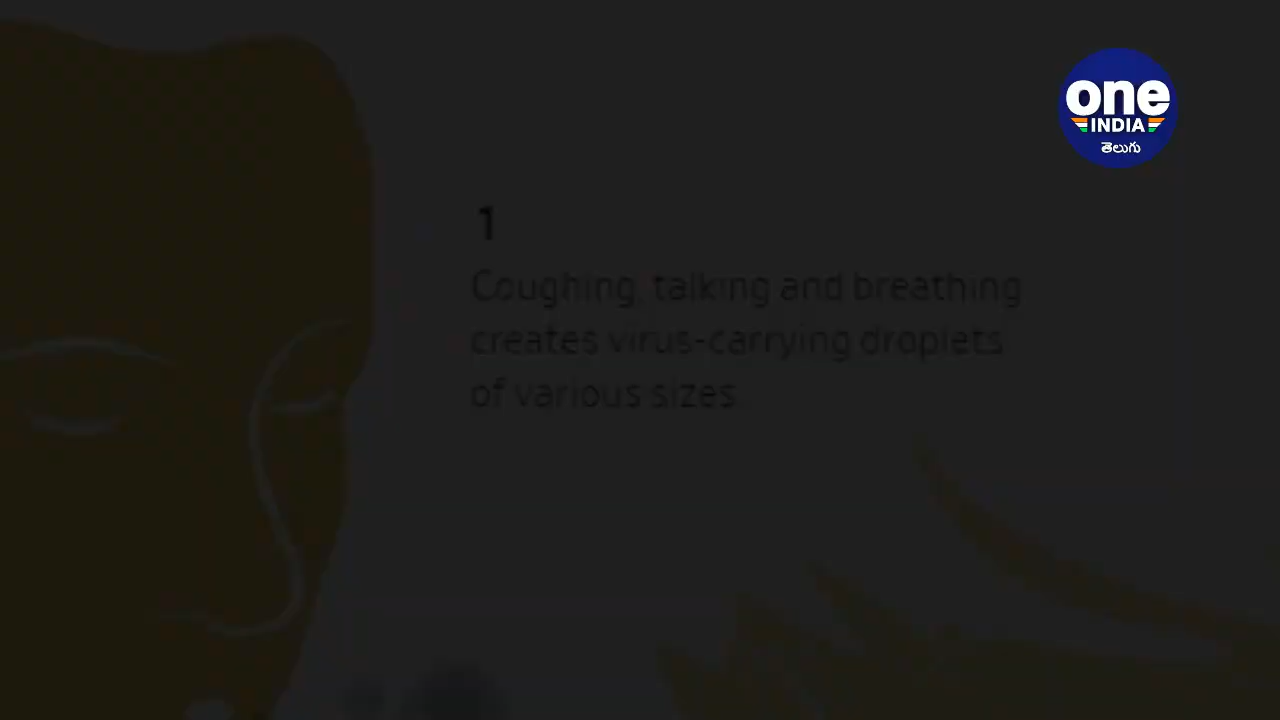 one
INDIA
తెలుగు
1
Coughing, talking and breathing
creates virus-carrying droplets
of various sizes.